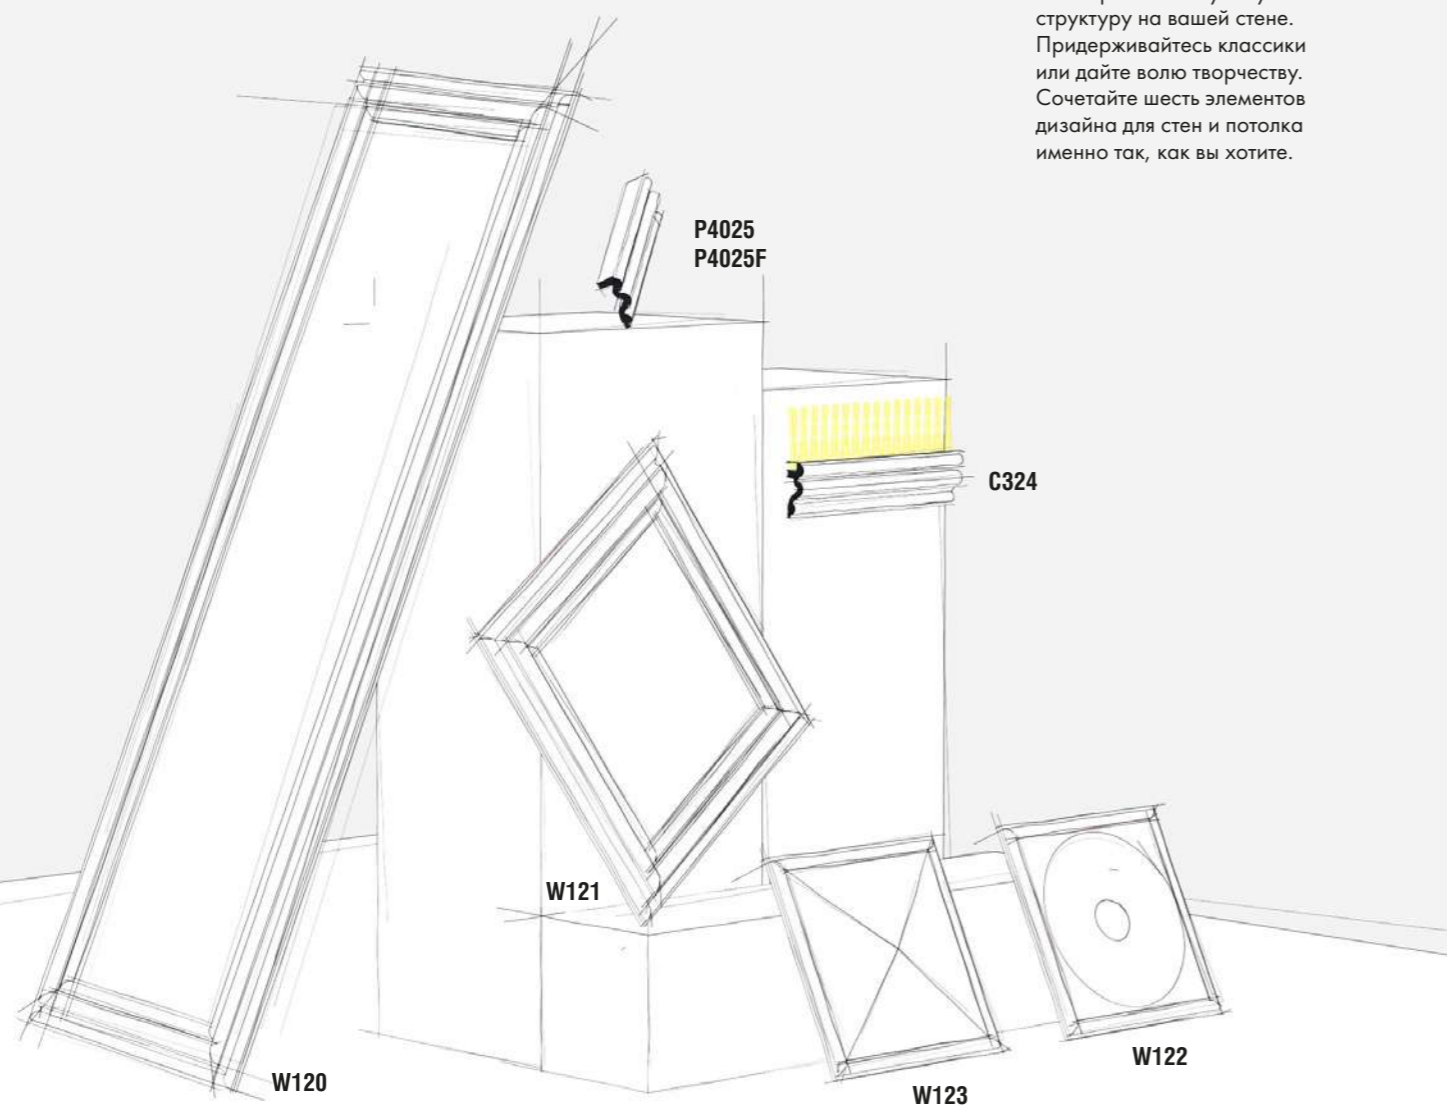 структуру на вашей стене.
Придерживайтесь классики
или дайте волю творчеству.
Сочетайте шесть элементов
дизайна для стен и потолка
именно так, как вы хотите.
P4025
P4025F
C324
W121
W122
W120
W123